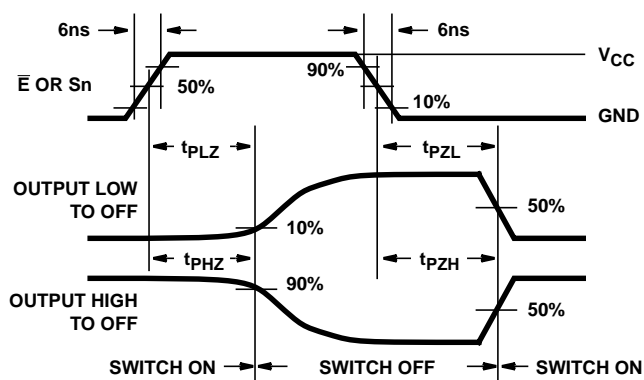 6ns
6ns
VCC
E OR Sn
50%
90%
10%
GND
tPLZ
tPZL
OUTPUT LOW
TO OFF
10%
50%
tPHZ
tPZH
OUTPUT HIGH
TO OFF
90%
50%
SWITCH ON
SWITCH OFF
SWITCH ON